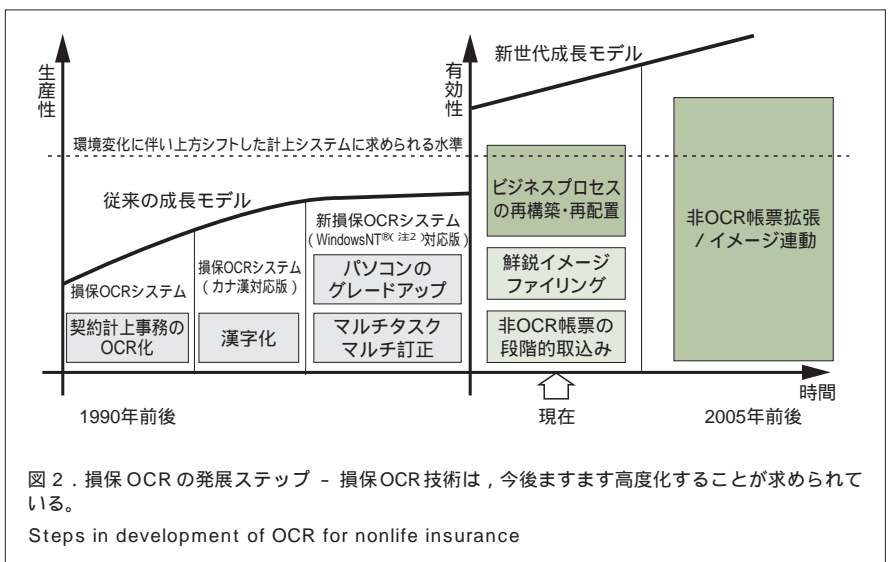 生産性
有効性
新世代成長モデル
環境変化に伴い上方シフトした計上システムに求められる水準
従来の成長モデル
損保OCRシステム
契約計上事務の
OCR化
損保OCRシステム
(カナ漢対応版)
漢字化
新損保OCRシステム
(WindowsNT®(注2)対応版)
パソコンの
グレードアップ
マルチタスク
マルチ訂正
ビジネスプロセス
の再構築・再配置
鮮鋭イメージ
ファイリング
非OCR帳票の
段階的取込み
非OCR帳票拡張
/イメージ連動
時間
1990年前後
現在
2005年前後
図2.損保OCRの発展ステップ － 損保OCR技術は,今後ますます高度化することが求められて
いる。
Steps in development of OCR for nonlife insurance